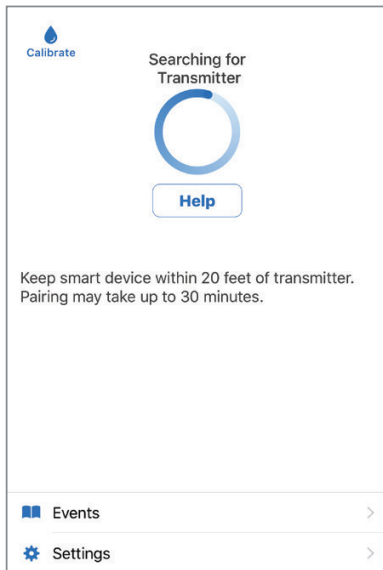 Calibrate
Searching for
Transmitter
Help
Keep smart device within 20 feet of transmitter.
Pairing may take up to 30 minutes.
Events
Settings